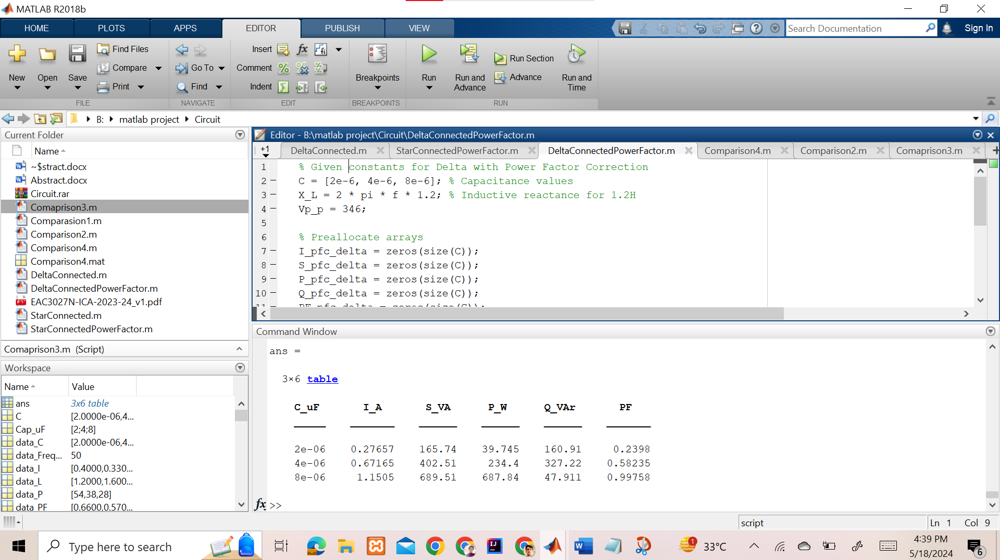 MATLAB R2018b
HOME
PLOTS
APPS
EDITOR
PUBLISH
VIEW
Search Documentation
Sign In
New
Open
Save
Find Files
Compare
Print
FILE
Go To
Find
NAVIGATE
Insert
fx
fi
Comment
Indent
EDIT
Breakpoints
BREAKPOINTS
Run
Run and Advance
Run Section
Advance
Run and Time
RUN
B: matlab project Circuit
Current Folder
Name
~$stract.docx
Abstract.docx
Circuit.rar
Comaprison3.m
Comparasion1.m
Comparison2.m
Comparison4.m
Comparison4.mat
DeltaConnected.m
DeltaConnectedPowerFactor.m
EAC3027N-ICA-2023-24_v1.pdf
StarConnected.m
StarConnectedPowerFactor.m
Comaprison3.m (Script)
Workspace
Name Value
ans 3x6 table
C [2.0000e-06,4...
Cap_uF [2;4;8]
data_C [2.0000e-06,4...
data_Freq... 50
data_I [0.4000,0.330...
data_L [1.2000,1.600...
data_P [54,38,28]
data_PF [0.6600,0.570...
Editor - B:\matlab project\Circuit\DeltaConnectedPowerFactor.m
+1
DeltaConnected.m
StarConnectedPowerFactor.m
DeltaConnectedPowerFactor.m
Comparison4.m
Comparison2.m
Comaprison3.m
1 % Given constants for Delta with Power Factor Correction
2 C = [2e-6, 4e-6, 8e-6]; % Capacitance values
3 X_L = 2 * pi * f * 1.2; % Inductive reactance for 1.2H
4 Vp_p = 346;
5
6 % Preallocate arrays
7 I_pfc_delta = zeros(size(C));
8 S_pfc_delta = zeros(size(C));
9 P_pfc_delta = zeros(size(C));
10 Q_pfc_delta = zeros(size(C));
11 PF_pfc_delta = zeros(size(C));
Command Window
ans =
3×6 table
C_uF I_A S_VA P_W Q_VAr PF
2e-06 0.27657 165.74 39.745 160.91 0.2398
4e-06 0.67165 402.51 234.4 327.22 0.58235
8e-06 1.1505 689.51 687.84 47.911 0.99758
fx >>
script
Ln 1 Col 9
Type here to search
1
33°C
4:39 PM
5/18/2024
6